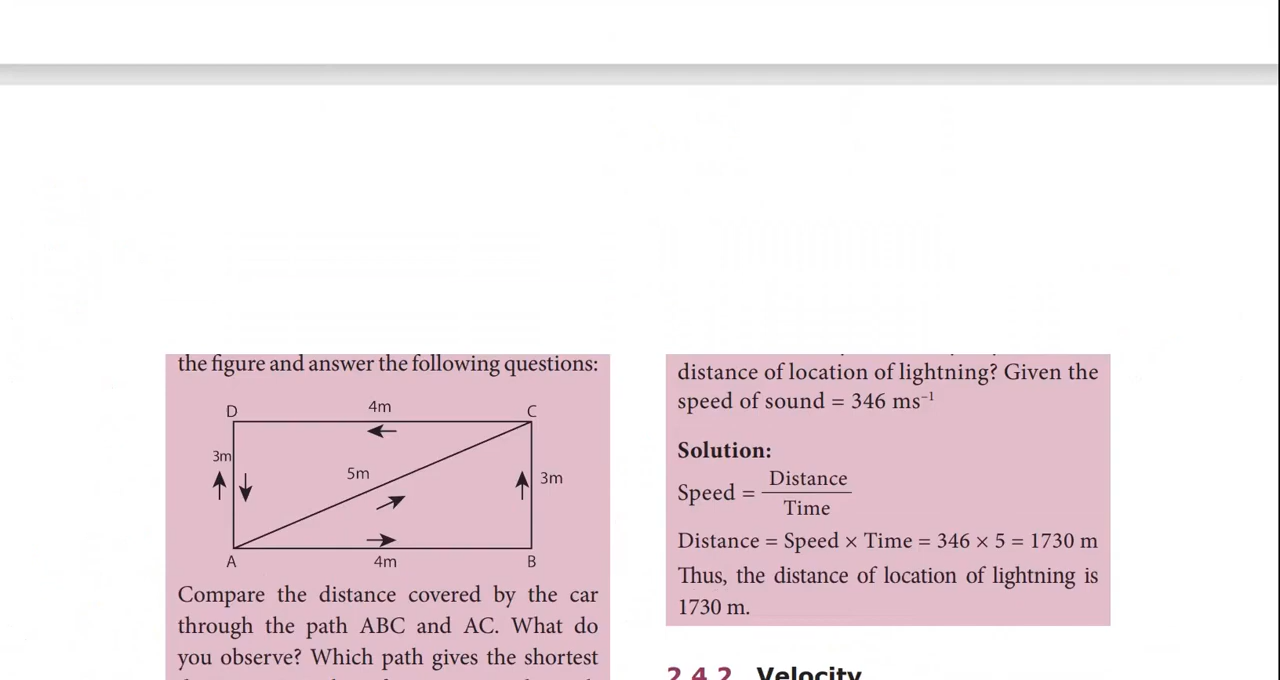 the figure and answer the following questions:
D
4m
C
3m
5m
3m
A
4m
B
Compare the distance covered by the car
through the path ABC and AC. What do
you observe? Which path gives the shortest
distance of location of lightning? Given the
speed of sound = 346 ms⁻¹
Solution:
Speed = Distance / Time
Distance = Speed × Time = 346 × 5 = 1730 m
Thus, the distance of location of lightning is
1730 m.
2.4.2 Velocity